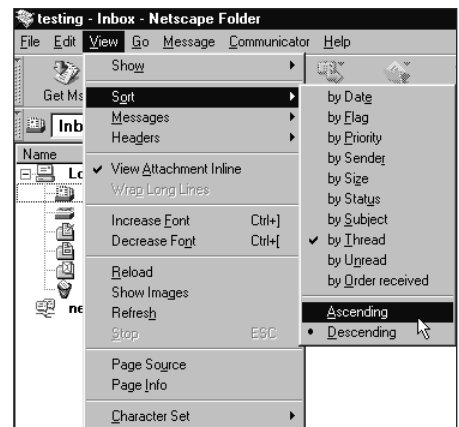 testing - Inbox - Netscape Folder
File Edit View Go Message Communicator Help
Get Ms
Inb
Name
Lo
ne
Show
Sort
Messages
Headers
View Attachment Inline
Wrap Long Lines
Increase Font Ctrl+]
Decrease Font Ctrl+[
Reload
Show Images
Refresh
Stop ESC
Page Source
Page Info
Character Set
by Date
by Flag
by Priority
by Sender
by Size
by Status
by Subject
by Thread
by Unread
by Order received
Ascending
Descending